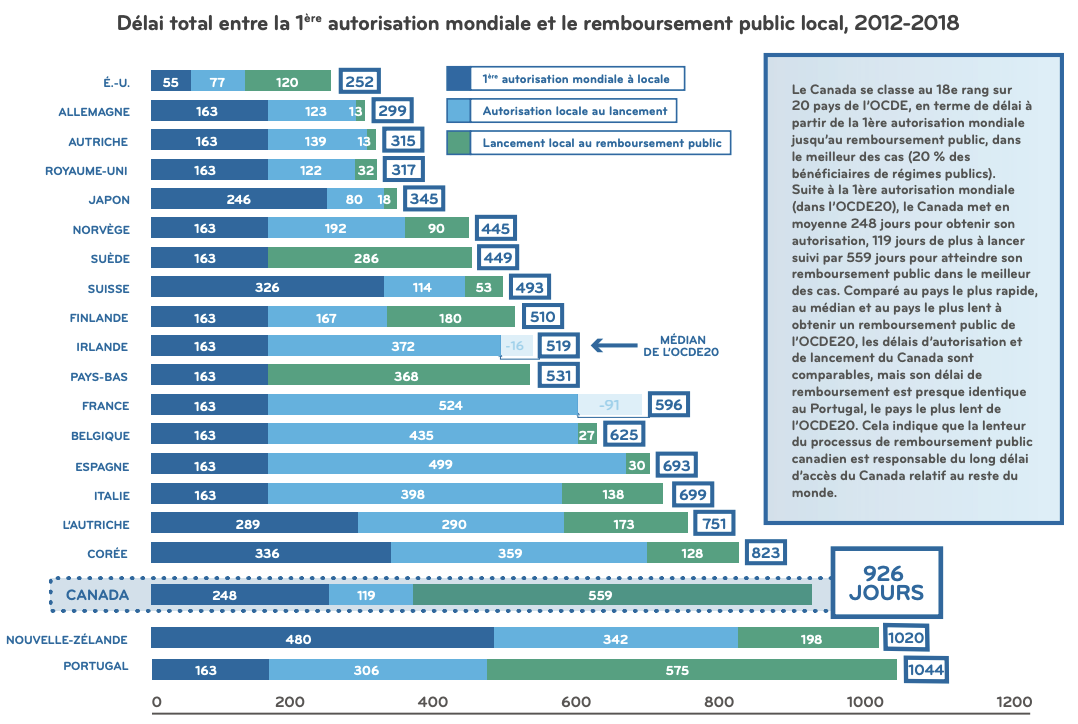 Délai total entre la 1ère autorisation mondiale et le remboursement public local, 2012-2018
É.-U. 55 77 120 252
ALLEMAGNE 163 123 13 299
AUTRICHE 163 139 13 315
ROYAUME-UNI 163 122 32 317
JAPON 246 80 18 345
NORVÈGE 163 192 90 445
SUÈDE 163 286 449
SUISSE 326 114 53 493
FINLANDE 163 167 180 510
IRLANDE 163 372 -16 519
PAYS-BAS 163 368 531
FRANCE 163 524 -91 596
BELGIQUE 163 435 27 625
ESPAGNE 163 499 30 693
ITALIE 163 398 138 699
L'AUTRICHE 289 290 173 751
CORÉE 336 359 128 823
CANADA 248 119 559
926
JOURS
NOUVELLE-ZÉLANDE 480 342 198 1020
PORTUGAL 163 306 575 1044
0 200 400 600 800 1000 1200
1ère autorisation mondiale à locale
Autorisation locale au lancement
Lancement local au remboursement public
MÉDIAN
DE L'OCDE20
Le Canada se classe au 18e rang sur
20 pays de l'OCDE, en terme de délai à
partir de la 1ère autorisation mondiale
jusqu'au remboursement public, dans
le meilleur des cas (20 % des
bénéficiaires de régimes publics).
Suite à la 1ère autorisation mondiale
(dans l'OCDE20), le Canada met en
moyenne 248 jours pour obtenir son
autorisation, 119 jours de plus à lancer
suivi par 559 jours pour atteindre son
remboursement public dans le meilleur
des cas. Comparé au pays le plus rapide,
au médian et au pays le plus lent à
obtenir un remboursement public de
l'OCDE20, les délais d'autorisation et
de lancement du Canada sont
comparables, mais son délai de
remboursement est presque identique
au Portugal, le pays le plus lent de
l'OCDE20. Cela indique que la lenteur
du processus de remboursement public
canadien est responsable du long délai
d'accès du Canada relatif au reste du
monde.